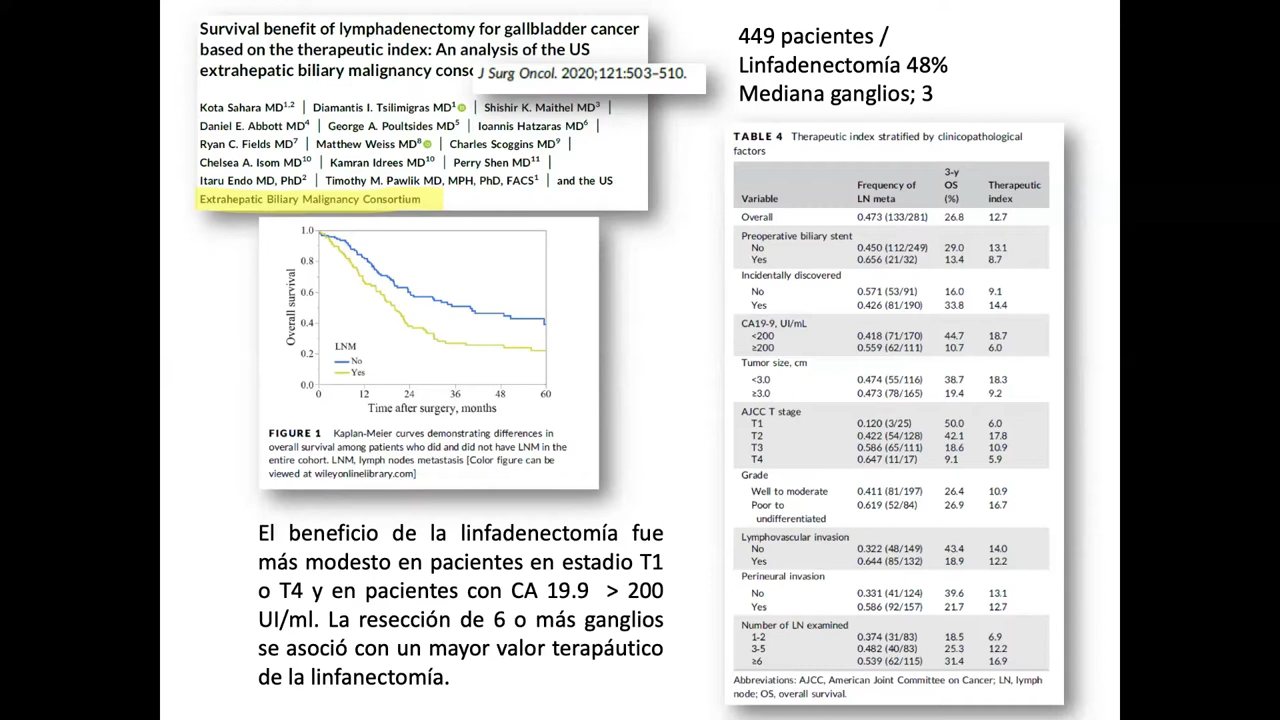 Survival benefit of lymphadenectomy for gallbladder cancer
based on the therapeutic index: An analysis of the US
extrahepatic biliary malignancy conso
J Surg Oncol. 2020;121:503–510.
Kota Sahara MD1,2 | Diamantis I. Tsilimigras MD1 | Shishir K. Maithel MD3 |
Daniel E. Abbott MD4 | George A. Poultsides MD5 | Ioannis Hatzaras MD6 |
Ryan C. Fields MD7 | Matthew Weiss MD8 | Charles Scoggins MD9 |
Chelsea A. Isom MD10 | Kamran Idrees MD10 | Perry Shen MD11 |
Itaru Endo MD, PhD2 | Timothy M. Pawlik MD, MPH, PhD, FACS1 | and the US
Extrahepatic Biliary Malignancy Consortium
Overall survival
1.0
0.8
0.6
0.4
0.2
0.0
LNM
No
Yes
0 12 24 36 48 60
Time after surgery, months
FIGURE 1 Kaplan-Meier curves demonstrating differences in
overall survival among patients who did and did not have LNM in the
entire cohort. LNM, lymph nodes metastasis [Color figure can be
viewed at wileyonlinelibrary.com]
El beneficio de la linfadenectomía fue
más modesto en pacientes en estadio T1
o T4 y en pacientes con CA 19.9 > 200
UI/ml. La resección de 6 o más ganglios
se asoció con un mayor valor terapáutico
de la linfanectomía.
449 pacientes /
Linfadenectomía 48%
Mediana ganglios; 3
TABLE 4 Therapeutic index stratified by clinicopathological
factors
Variable Frequency of LN meta 3-y OS (%) Therapeutic index
Overall 0.473 (133/281) 26.8 12.7
Preoperative biliary stent
No 0.450 (112/249) 29.0 13.1
Yes 0.656 (21/32) 13.4 8.7
Incidentally discovered
No 0.571 (53/91) 16.0 9.1
Yes 0.426 (81/190) 33.8 14.4
CA19-9, UI/mL
<200 0.418 (71/170) 44.7 18.7
≥200 0.559 (62/111) 10.7 6.0
Tumor size, cm
<3.0 0.474 (55/116) 38.7 18.3
≥3.0 0.473 (78/165) 19.4 9.2
AJCC T stage
T1 0.120 (3/25) 50.0 6.0
T2 0.422 (54/128) 42.1 17.8
T3 0.586 (65/111) 18.6 10.9
T4 0.647 (11/17) 9.1 5.9
Grade
Well to moderate 0.411 (81/197) 26.4 10.9
Poor to 0.619 (52/84) 26.9 16.7
undifferentiated
Lymphovascular invasion
No 0.322 (48/149) 43.4 14.0
Yes 0.644 (85/132) 18.9 12.2
Perineural invasion
No 0.331 (41/124) 39.6 13.1
Yes 0.586 (92/157) 21.7 12.7
Number of LN examined
1-2 0.374 (31/83) 18.5 6.9
3-5 0.482 (40/83) 25.3 12.2
≥6 0.539 (62/115) 31.4 16.9
Abbreviations: AJCC, American Joint Committee on Cancer; LN, lymph
node; OS, overall survival.